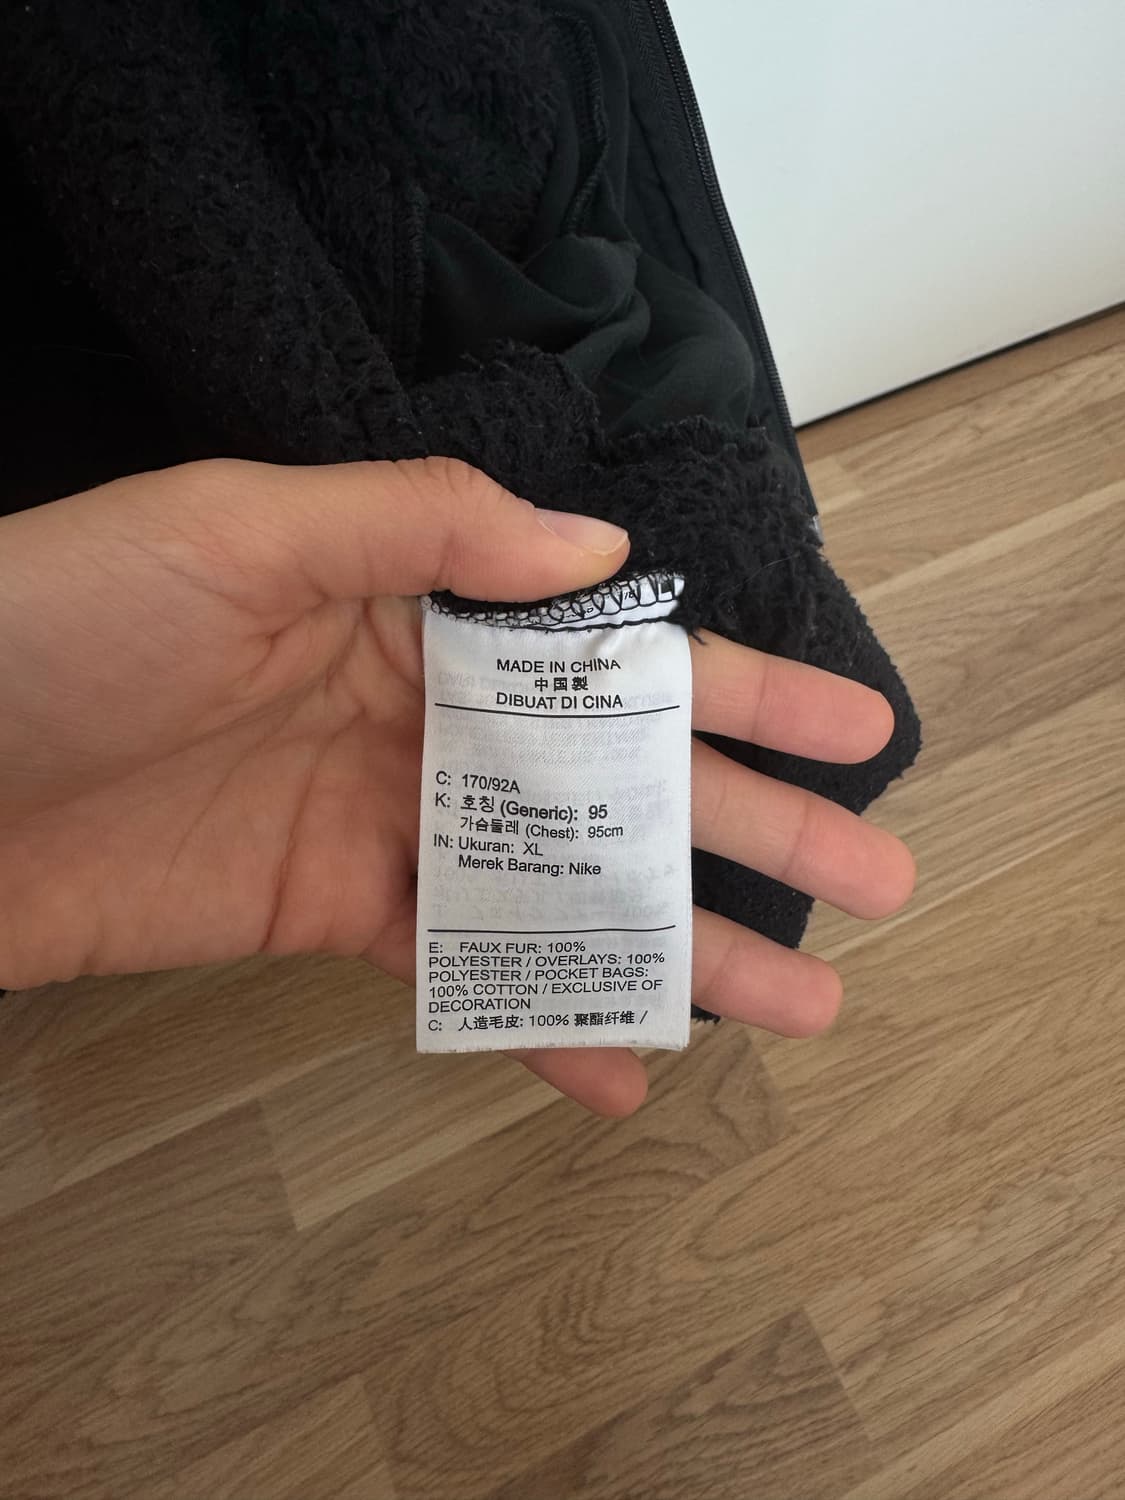 MADE IN CHINA
中国製
DIBUAT DI CINA
C: 170/92A
K: 호칭 (Generic): 95
가슴둘레 (Chest): 95cm
IN: Ukuran: XL
Merek Barang: Nike
E: FAUX FUR: 100%
POLYESTER / OVERLAYS: 100%
POLYESTER / POCKET BAGS:
100% COTTON / EXCLUSIVE OF
DECORATION
C: 人造毛皮: 100% 聚酯纤维 /